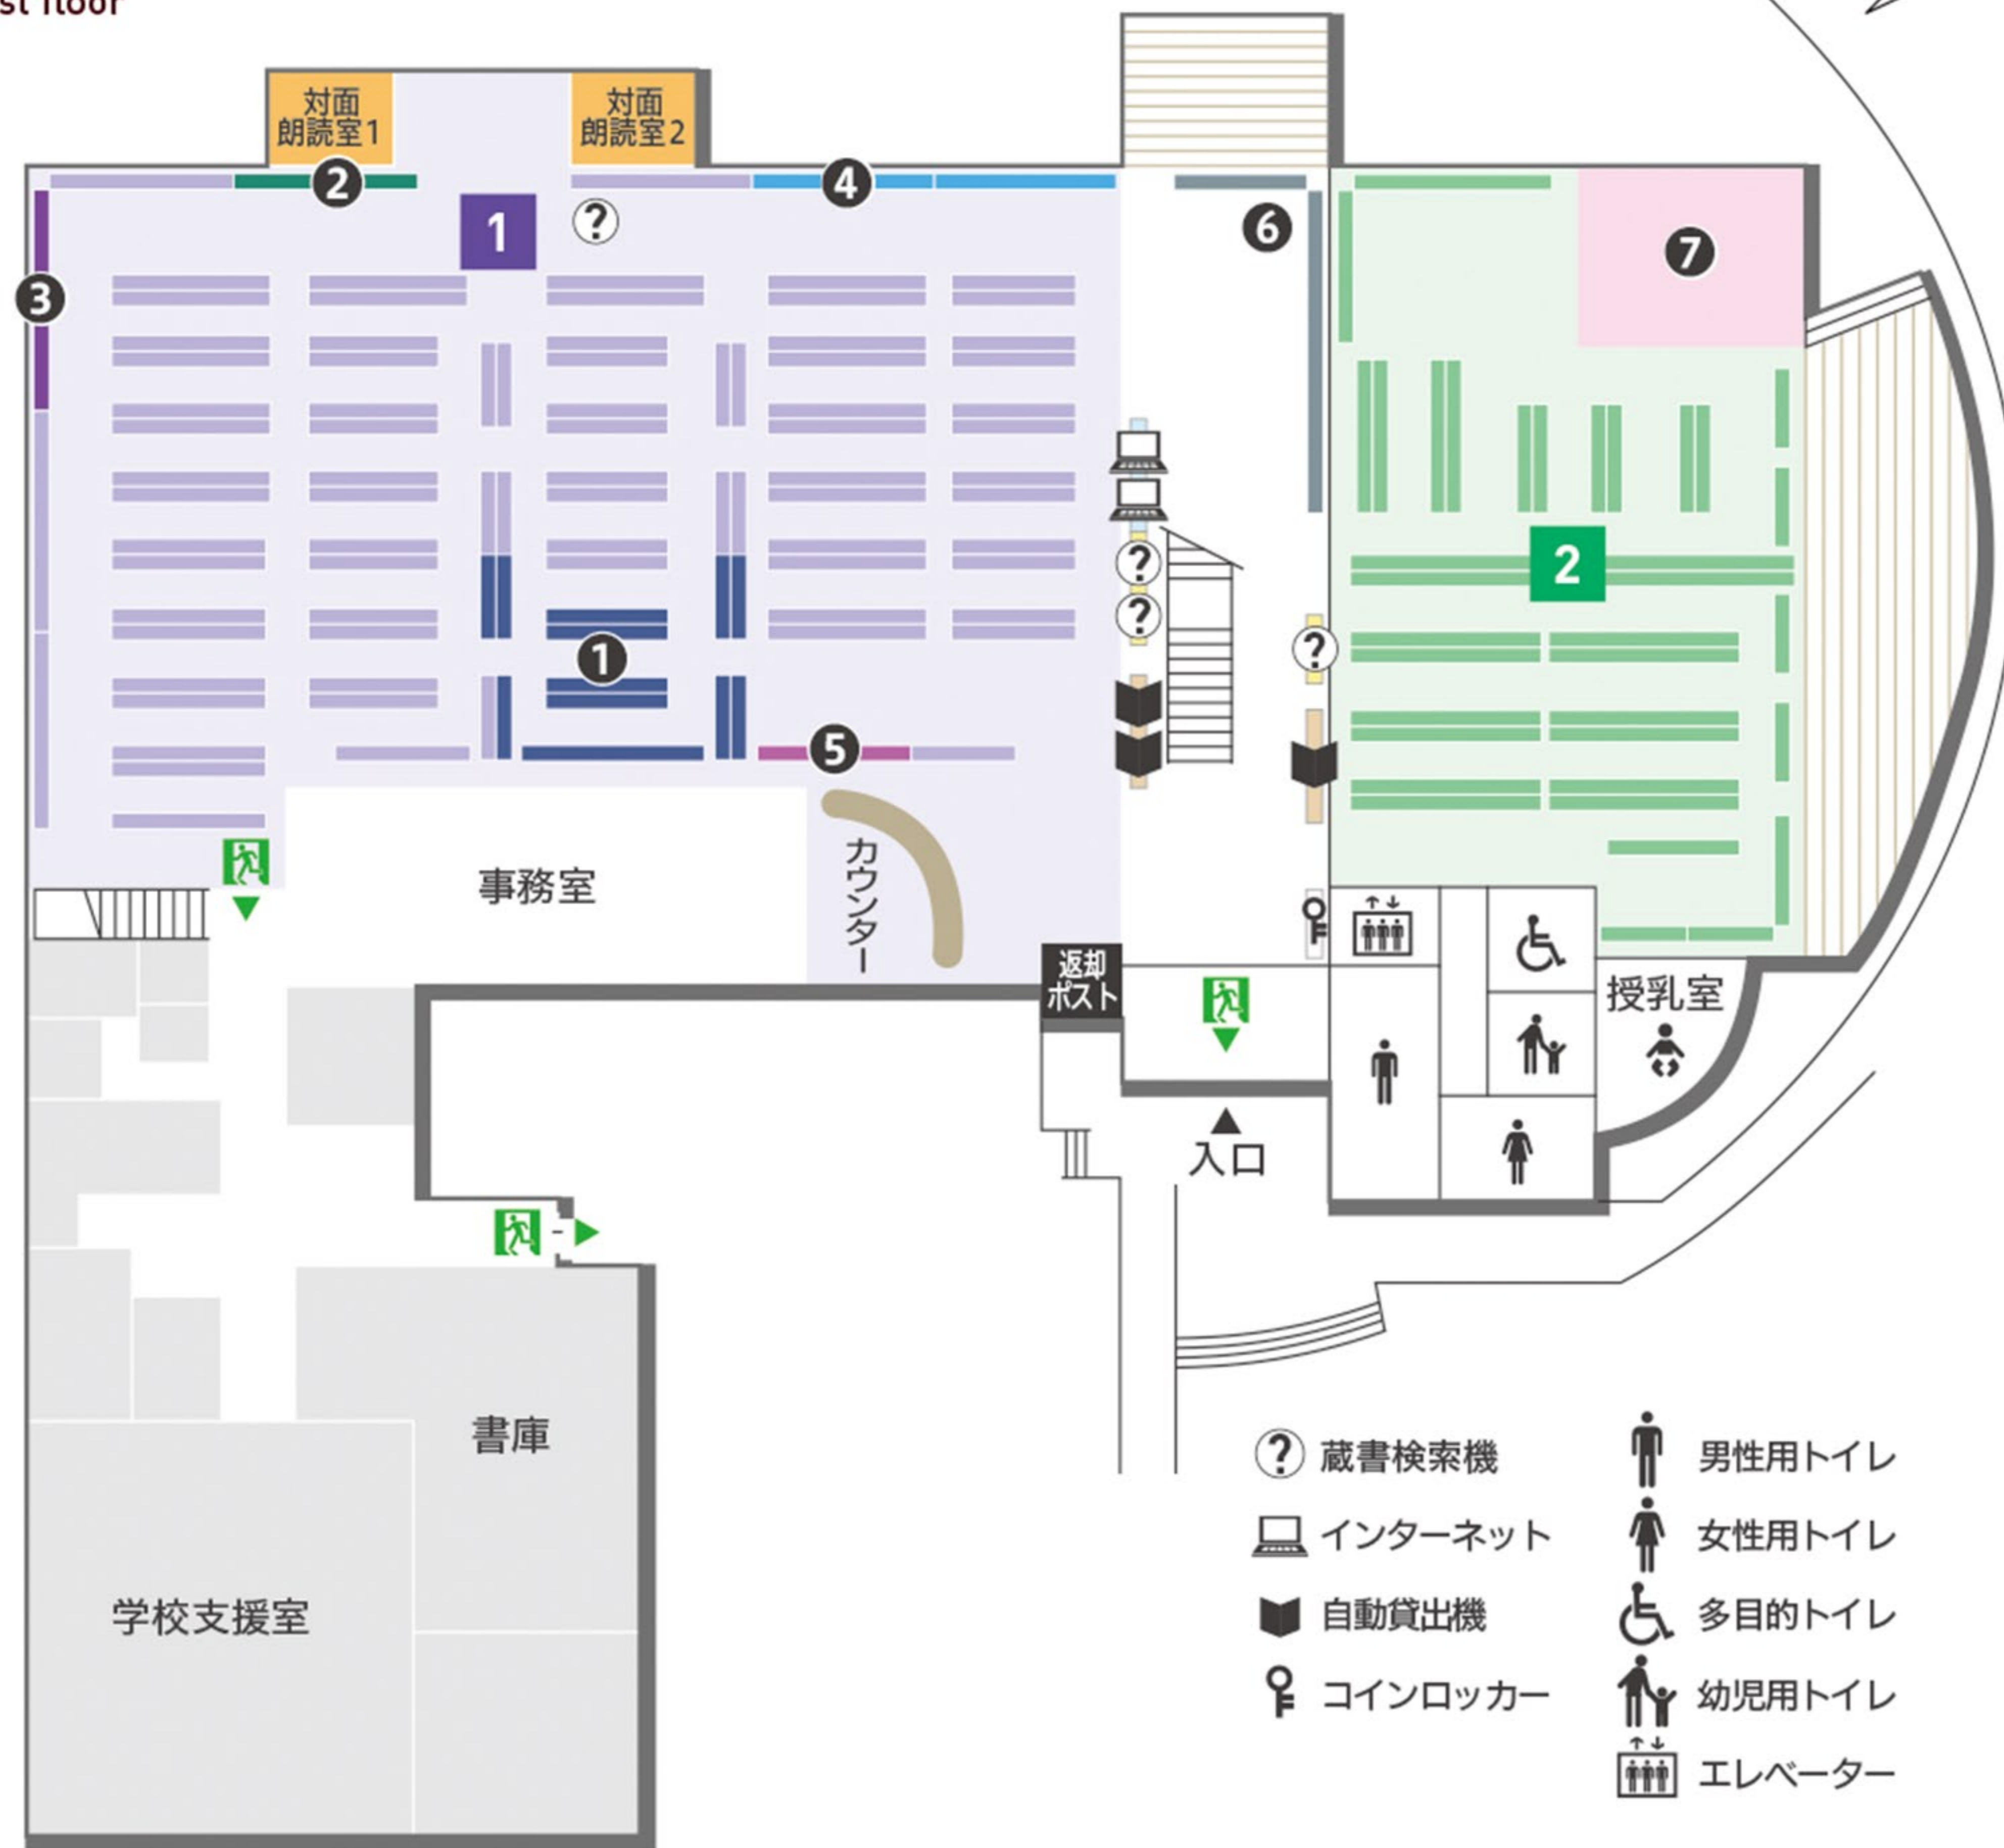 st floor
対面
朗読室1
対面
朗読室2
2
4
1
?
6
7
3
?
?
2
?
1
5
事務室
カウンター
返却
ポスト
授乳室
入口
書庫
学校支援室
? 蔵書検索機
インターネット
自動貸出機
コインロッカー
男性用トイレ
女性用トイレ
多目的トイレ
幼児用トイレ
エレベーター